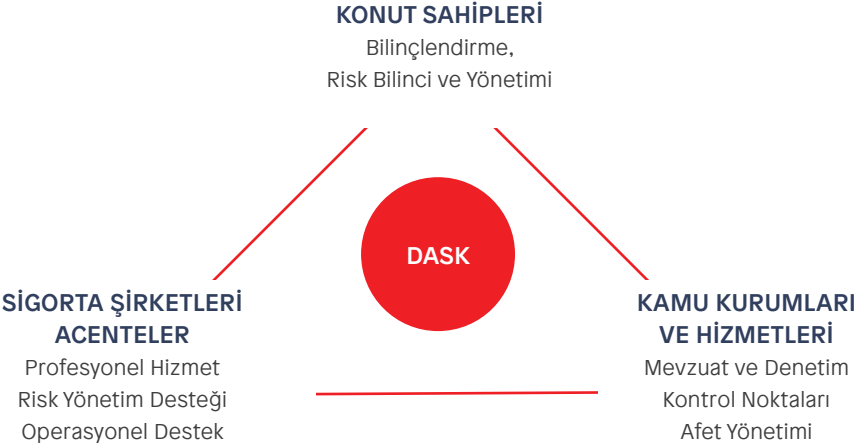 KONUT SAHİPLERİ
Bilinçlendirme,
Risk Bilinci ve Yönetimi
DASK
SİGORTA ŞİRKETLERİ
ACENTELER
Profesyonel Hizmet
Risk Yönetim Desteği
Operasyonel Destek
KAMU KURUMLARI
VE HİZMETLERİ
Mevzuat ve Denetim
Kontrol Noktaları
Afet Yönetimi